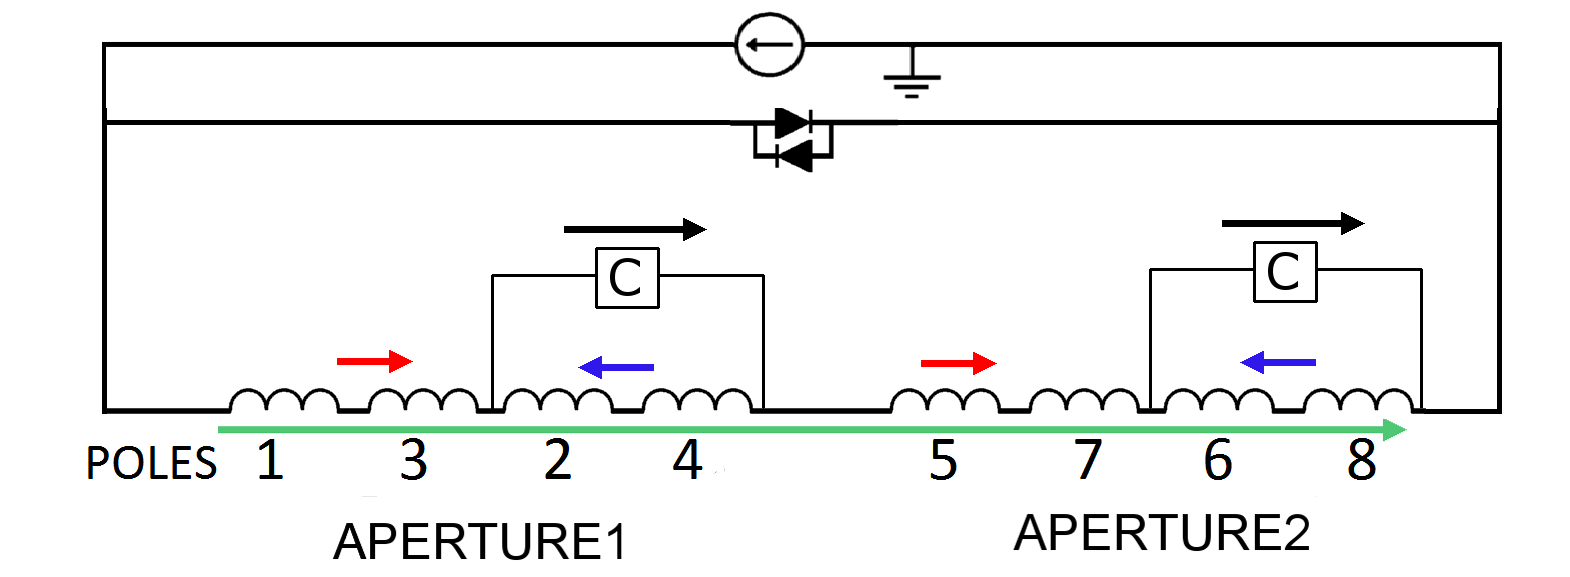 C
C
POLES 1 3 2 4 5 7 6 8
APERTURE1 APERTURE2